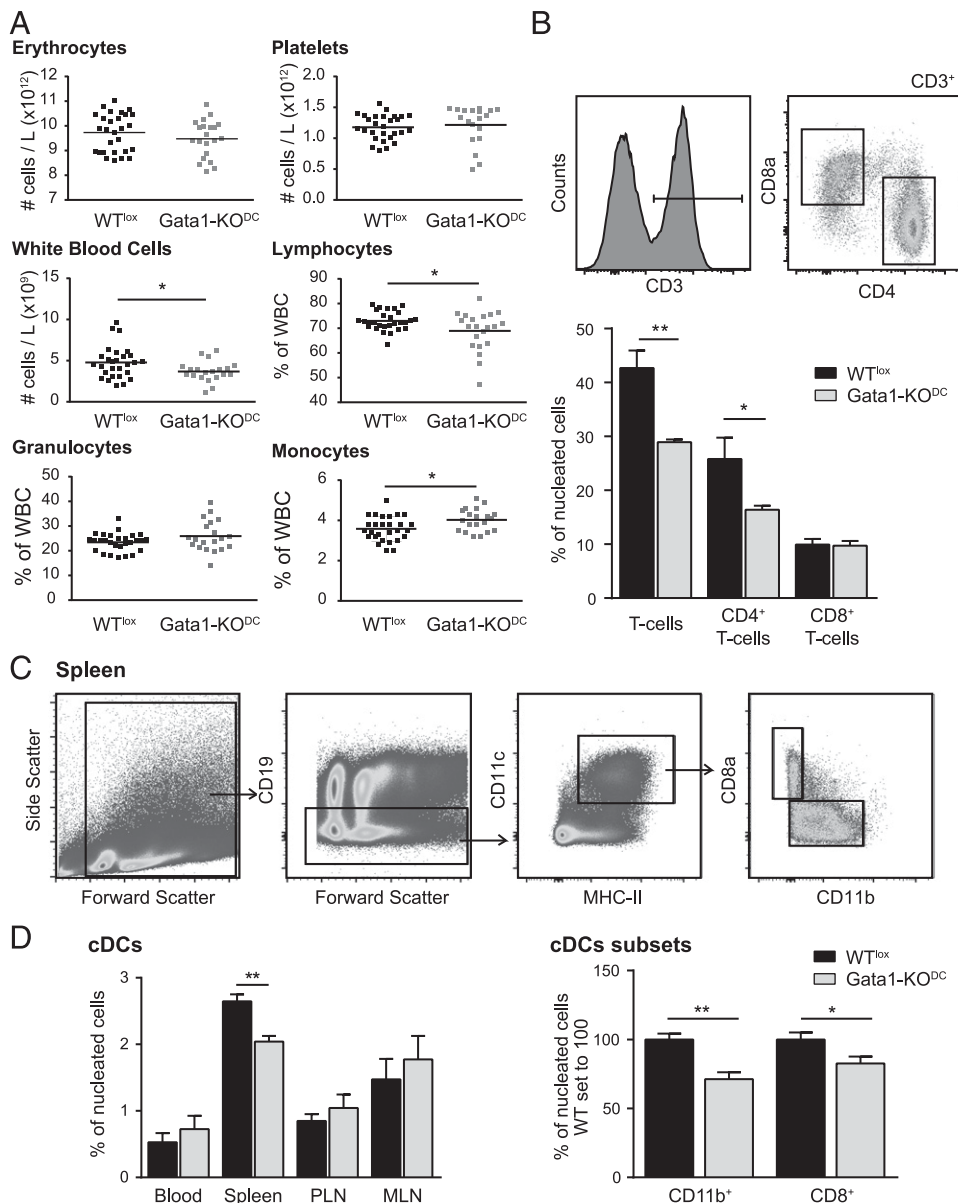 A
Erythrocytes
# cells / L (x10¹²)
12
11
10
9
8
7
WTˡᵒˣ
Gata1-KOᴰᶜ
Platelets
# cells / L (x10¹²)
2.0
1.5
1.0
0.5
0.0
WTˡᵒˣ
Gata1-KOᴰᶜ
White Blood Cells
# cells / L (x10⁹)
15
10
5
0
*
WTˡᵒˣ
Gata1-KOᴰᶜ
Lymphocytes
% of WBC
90
80
70
60
50
40
*
WTˡᵒˣ
Gata1-KOᴰᶜ
Granulocytes
% of WBC
50
40
30
20
10
0
WTˡᵒˣ
Gata1-KOᴰᶜ
Monocytes
% of WBC
6
4
2
0
*
WTˡᵒˣ
Gata1-KOᴰᶜ
B
Counts
CD3
CD3⁺
CD8a
CD4
% of nucleated cells
50
40
30
20
10
0
**
*
WTˡᵒˣ
Gata1-KOᴰᶜ
T-cells
CD4⁺
T-cells
CD8⁺
T-cells
C
Spleen
Side Scatter
Forward Scatter
CD19
Forward Scatter
CD11c
MHC-II
CD8a
CD11b
D
cDCs
% of nucleated cells
3
2
1
0
**
Blood
Spleen
PLN
MLN
cDCs subsets
WTˡᵒˣ
Gata1-KOᴰᶜ
% of nucleated cells
WT set to 100
150
100
50
0
**
*
CD11b⁺
CD8⁺